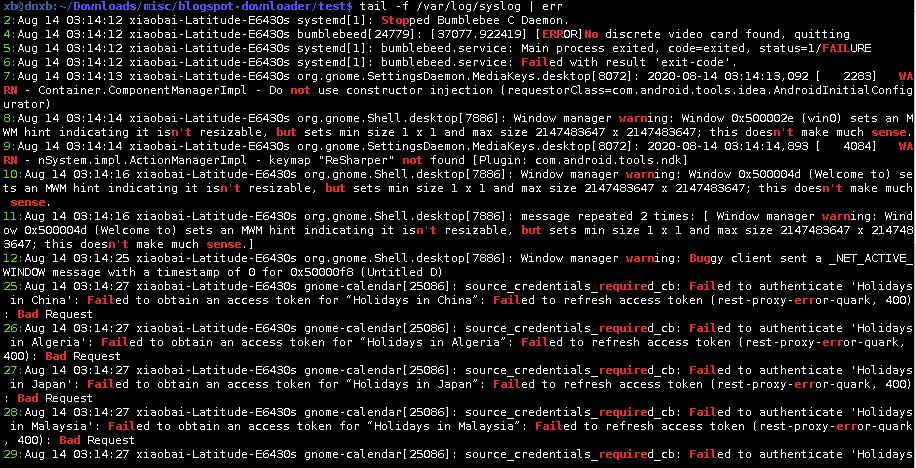 xb@dnxb:~/Downloads/misc/blogspot-downloader/test$ tail -f /var/log/syslog | err
2:Aug 14 03:14:12 xiaobai-Latitude-E6430s systemd[1]: Stopped Bumblebee C Daemon.
4:Aug 14 03:14:12 xiaobai-Latitude-E6430s bumblebeed[24779]: [37077.922419] [ERROR]No discrete video card found, quitting
5:Aug 14 03:14:12 xiaobai-Latitude-E6430s systemd[1]: bumblebeed.service: Main process exited, code=exited, status=1/FAILURE
6:Aug 14 03:14:12 xiaobai-Latitude-E6430s systemd[1]: bumblebeed.service: Failed with result 'exit-code'.
7:Aug 14 03:14:13 xiaobai-Latitude-E6430s org.gnome.SettingsDaemon.MediaKeys.desktop[8072]: 2020-08-14 03:14:13,092 [   2283]   WA
RN - Container.ComponentManagerImpl - Do not use constructor injection (requestorClass=com.android.tools.idea.AndroidInitialConfig
urator)
8:Aug 14 03:14:14 xiaobai-Latitude-E6430s org.gnome.Shell.desktop[7886]: Window manager warning: Window 0x500002e (win0) sets an M
WM hint indicating it isn't resizable, but sets min size 1 x 1 and max size 2147483647 x 2147483647; this doesn't make much sense.
9:Aug 14 03:14:14 xiaobai-Latitude-E6430s org.gnome.SettingsDaemon.MediaKeys.desktop[8072]: 2020-08-14 03:14:14,893 [   4084]   WA
RN - nSystem.impl.ActionManagerImpl - keymap "ReSharper" not found [Plugin: com.android.tools.ndk]
10:Aug 14 03:14:16 xiaobai-Latitude-E6430s org.gnome.Shell.desktop[7886]: Window manager warning: Window 0x500004d (Welcome to) se
ts an MWM hint indicating it isn't resizable, but sets min size 1 x 1 and max size 2147483647 x 2147483647; this doesn't make much
 sense.
11:Aug 14 03:14:16 xiaobai-Latitude-E6430s org.gnome.Shell.desktop[7886]: message repeated 2 times: [ Window manager warning: Wind
ow 0x500004d (Welcome to) sets an MWM hint indicating it isn't resizable, but sets min size 1 x 1 and max size 2147483647 x 214748
3647; this doesn't make much sense.]
12:Aug 14 03:14:25 xiaobai-Latitude-E6430s org.gnome.Shell.desktop[7886]: Window manager warning: Buggy client sent a _NET_ACTIVE_
WINDOW message with a timestamp of 0 for 0x50000f8 (Untitled D)
25:Aug 14 03:14:27 xiaobai-Latitude-E6430s gnome-calendar[25086]: source_credentials_required_cb: Failed to authenticate 'Holidays
 in China': Failed to obtain an access token for “Holidays in China”: Failed to refresh access token (rest-proxy-error-quark, 400)
: Bad Request
26:Aug 14 03:14:27 xiaobai-Latitude-E6430s gnome-calendar[25086]: source_credentials_required_cb: Failed to authenticate 'Holidays
 in Algeria': Failed to obtain an access token for “Holidays in Algeria”: Failed to refresh access token (rest-proxy-error-quark,
400): Bad Request
27:Aug 14 03:14:27 xiaobai-Latitude-E6430s gnome-calendar[25086]: source_credentials_required_cb: Failed to authenticate 'Holidays
 in Japan': Failed to obtain an access token for “Holidays in Japan”: Failed to refresh access token (rest-proxy-error-quark, 400)
: Bad Request
28:Aug 14 03:14:27 xiaobai-Latitude-E6430s gnome-calendar[25086]: source_credentials_required_cb: Failed to authenticate 'Holidays
 in Malaysia': Failed to obtain an access token for “Holidays in Malaysia”: Failed to refresh access token (rest-proxy-error-quark
, 400): Bad Request
29:Aug 14 03:14:27 xiaobai-Latitude-E6430s gnome-calendar[25086]: source_credentials_required_cb: Failed to authenticate 'Holidays